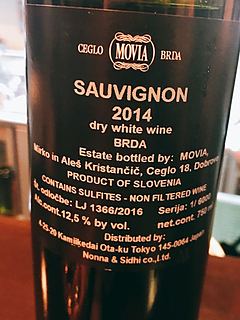 CEGLO MOVIA BRDA
SAUVIGNON
2014
dry white wine
BRDA
Estate bottled by: MOVIA,
Mirko in Aleš Kristančič, Ceglo 18, Dobrovo
PRODUCT OF SLOVENIA
CONTAINS SULFITES - NON FILTERED WINE
Št. odločbe: LJ 1366/2016 Serija: 1/ 6000
Alc.cont. 12,5 % by vol. net.cont. 750 ml
Distributed by:
4-25-29 Kamiikedai Ota-ku Tokyo 145-0064 Japan
Nonna & Sidhi co.,Ltd.